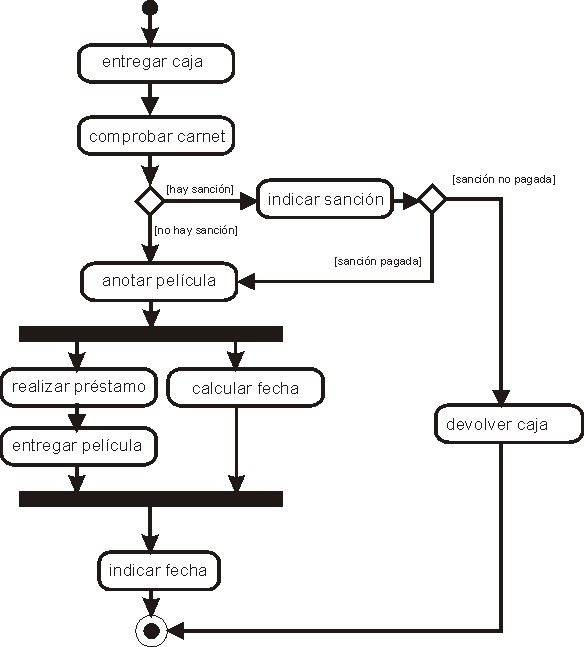 entregar caja
comprobar carnet
[hay sanción]
indicar sanción
[sanción no pagada]
[no hay sanción]
[sanción pagada]
anotar película
realizar préstamo
calcular fecha
entregar película
devolver caja
indicar fecha